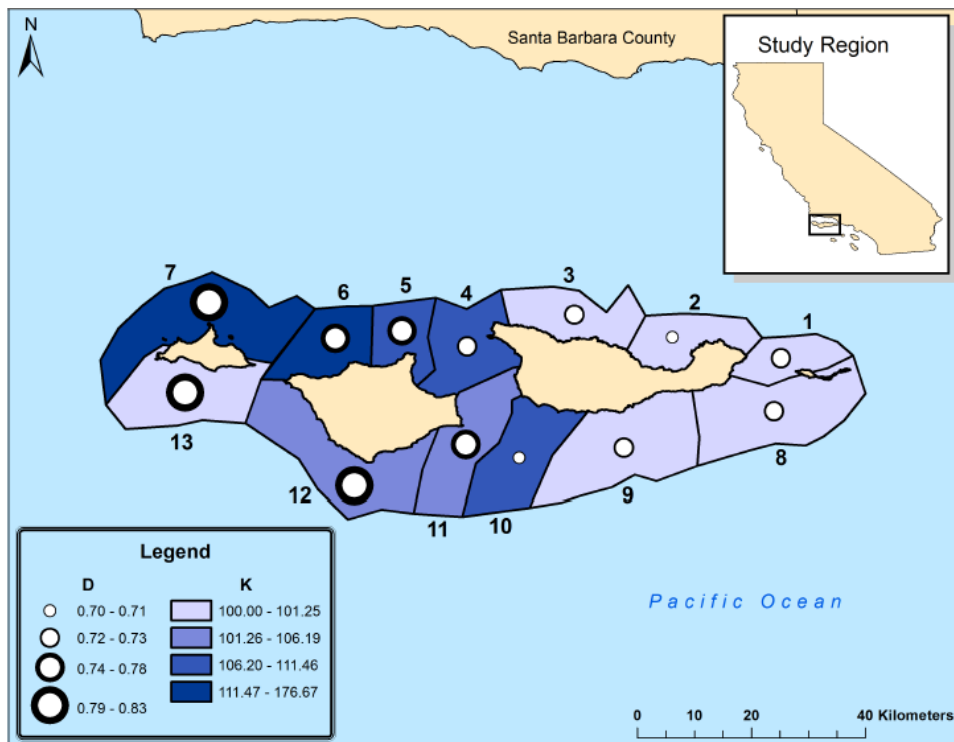 N
Santa Barbara County
Study Region
3
7
5
6
4
2
1
13
8
12
9
11
10
Legend
D K
0.70 - 0.71 100.00 - 101.25
0.72 - 0.73 101.26 - 106.19
0.74 - 0.78 106.20 - 111.46
0.79 - 0.83 111.47 - 176.67
Pacific Ocean
0 10 20 40 Kilometers